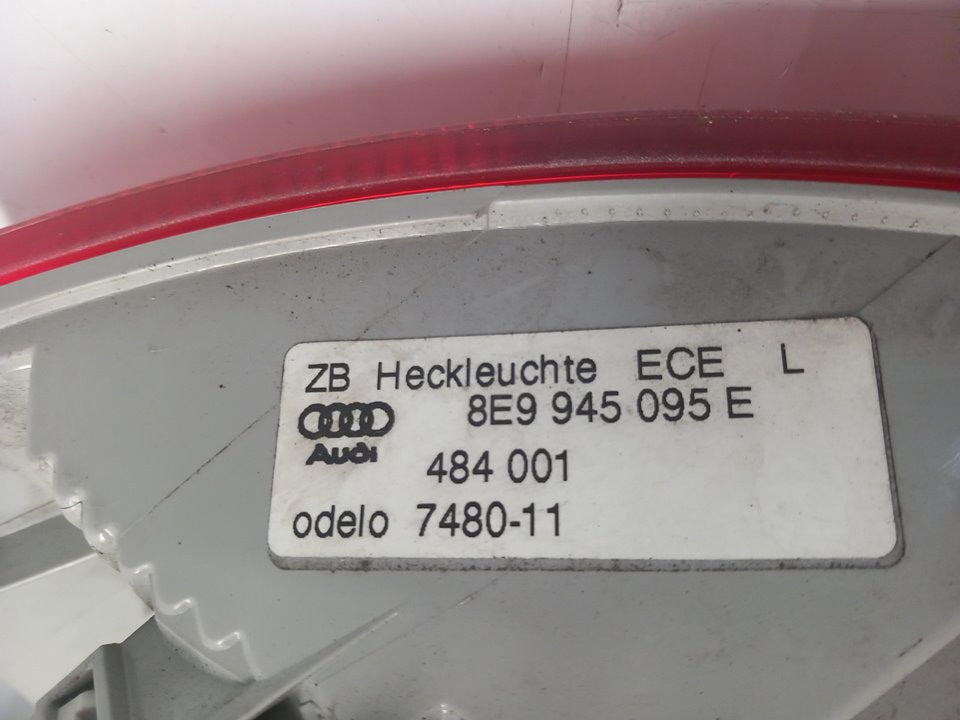 ZB Heckleuchte ECE L
8E9 945 095 E
Audi
484 001
odelo 7480-11